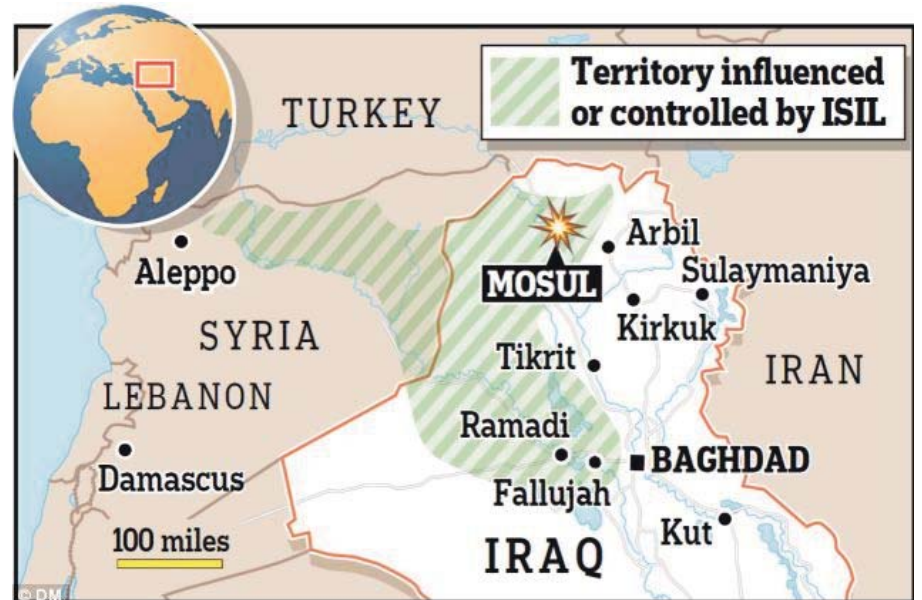 Territory influenced
or controlled by ISIL
TURKEY
Arbil
Aleppo
MOSUL
Sulaymaniya
Kirkuk
SYRIA
Tikrit
IRAN
LEBANON
Ramadi
BAGHDAD
Damascus
Fallujah
Kut
100 miles
IRAQ
© DM